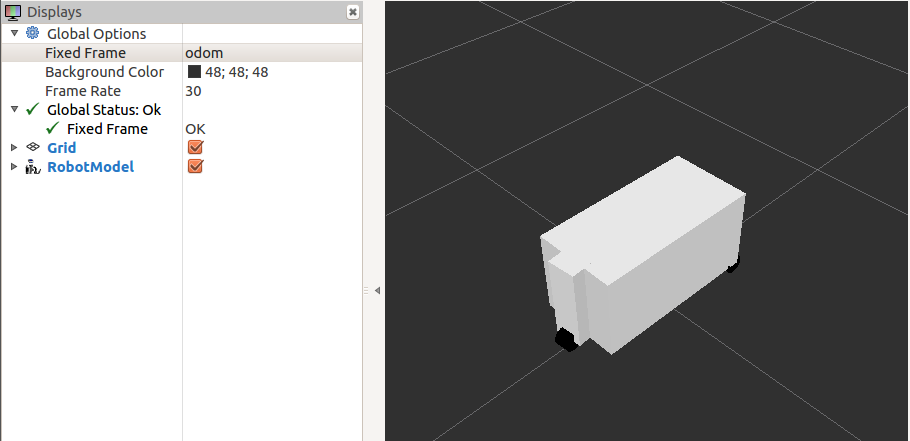 Displays
Global Options
Fixed Frame odom
Background Color 48; 48; 48
Frame Rate 30
Global Status: Ok
Fixed Frame OK
Grid
RobotModel